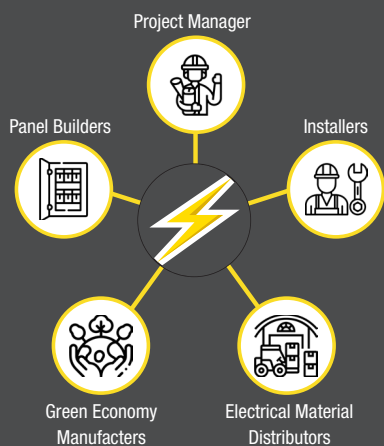 Project Manager
Panel Builders
Installers
Green Economy
Manufacters
Electrical Material
Distributors